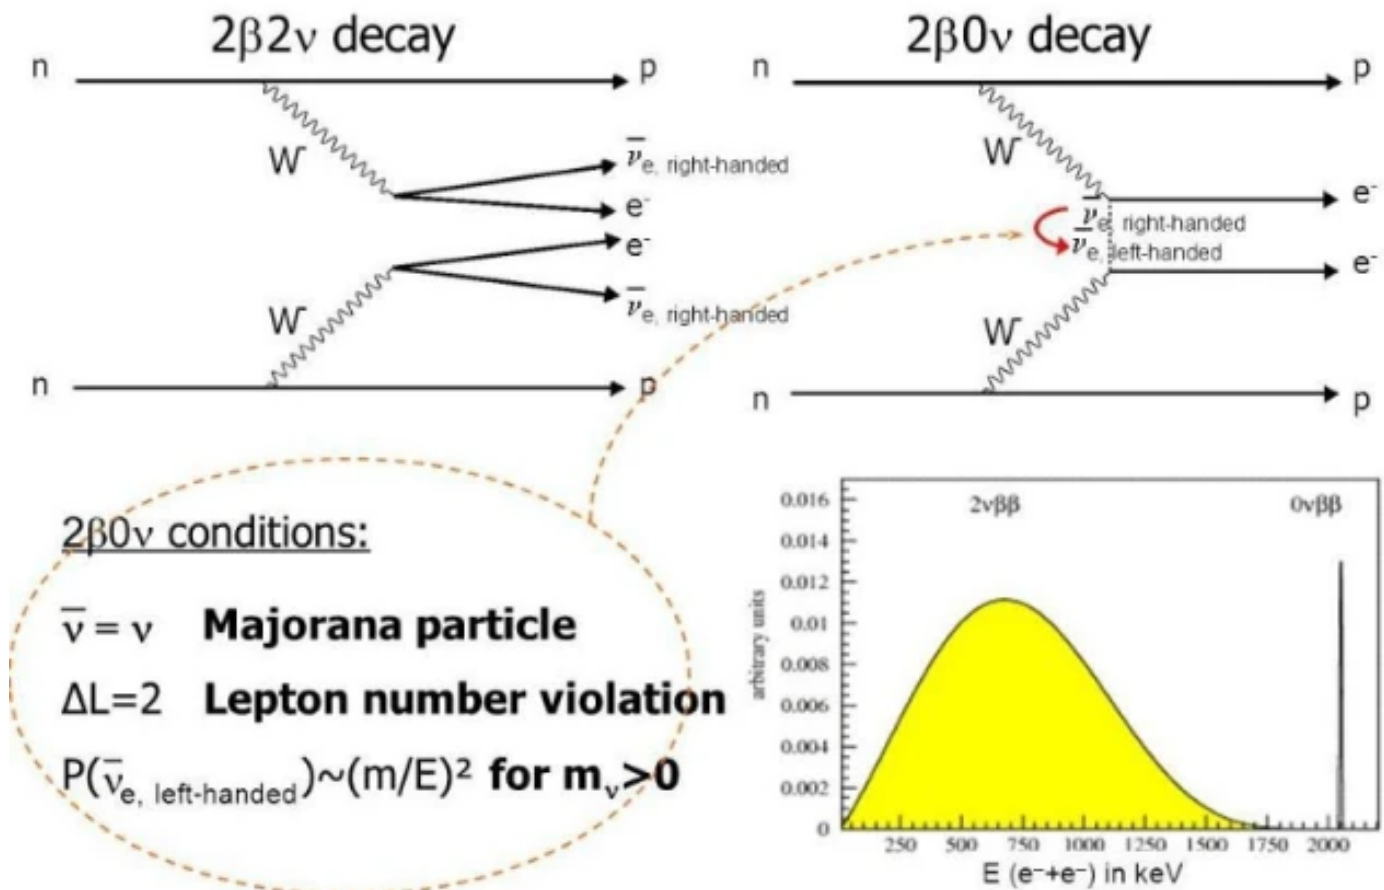 2β2ν decay
n
p
W⁻
ν̅e, right-handed
e⁻
e⁻
W⁻
ν̅e, right-handed
n
p
2β0ν decay
n
p
W⁻
e⁻
ν̅e, right-handed
ν̅e, left-handed
e⁻
W⁻
n
p
2β0ν conditions:
ν̅ = ν Majorana particle
ΔL=2 Lepton number violation
P(ν̅e, left-handed)~(m/E)² for mν>0
2νββ
0νββ
arbitrary units
0.016
0.014
0.012
0.01
0.008
0.006
0.004
0.002
0
250 500 750 1000 1250 1500 1750 2000
E (e⁻+e⁻) in keV